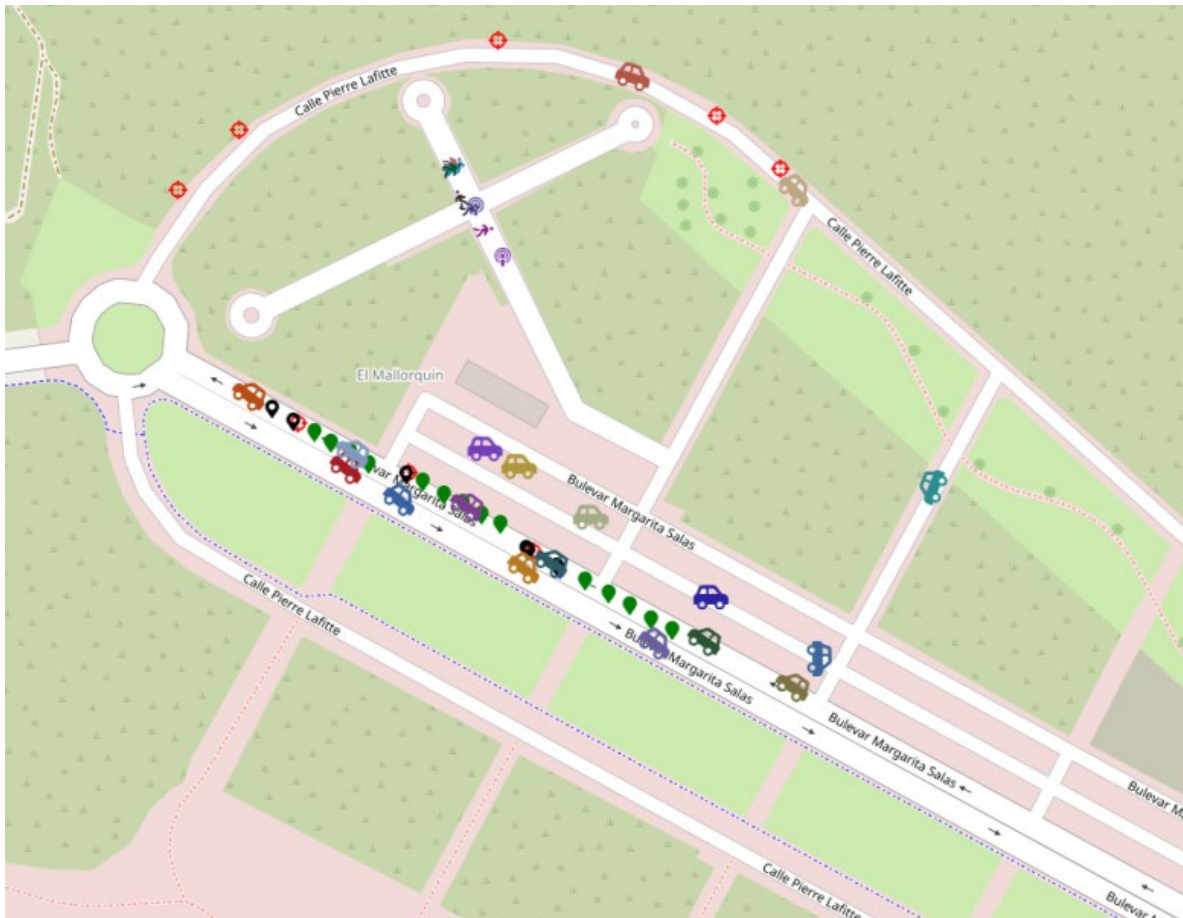 Calle Pierre Lafitte
Calle Pierre Lafitte
El Mallorquín
Margarita Salas
Bulevar Margarita Salas
Calle Pierre Lafitte
Margarita Salas
Bulevar Margarita Salas
Bulevar
Calle Pierre Lafitte
Bulevar